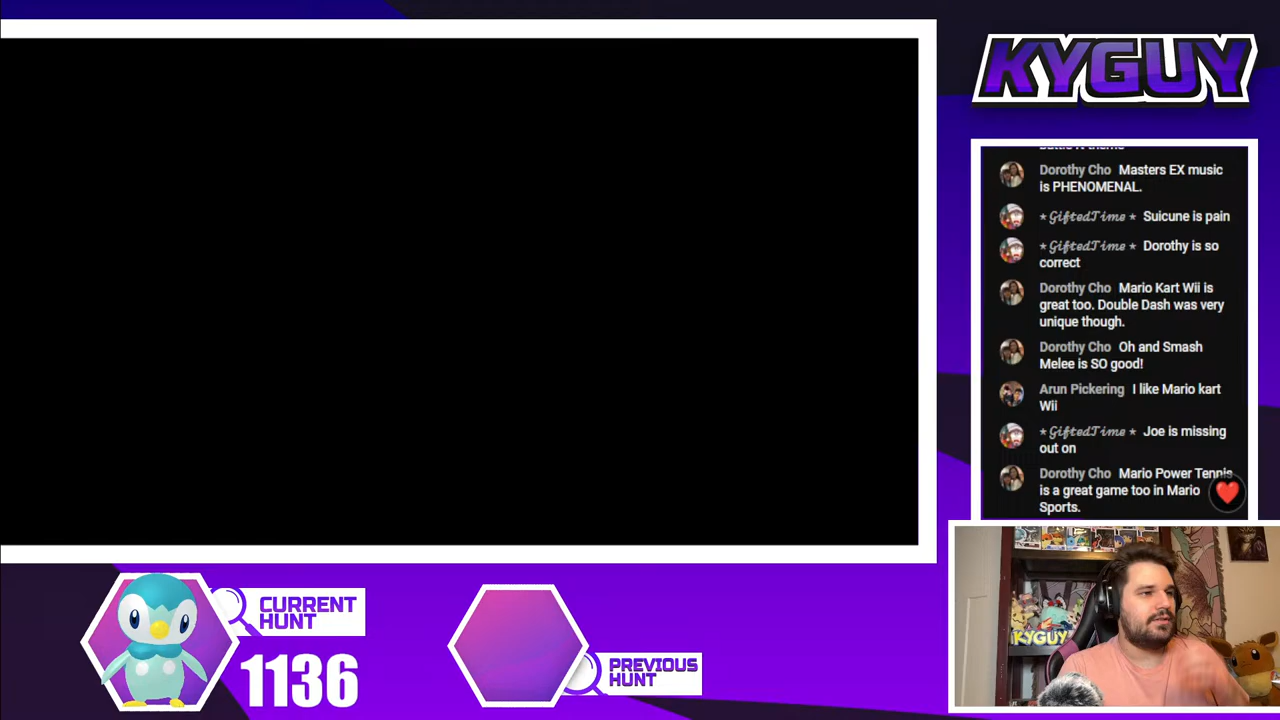 KYGUY
Dorothy Cho Masters EX music
is PHENOMENAL.
★ 𝓖𝓲𝓯𝓽𝓮𝓭𝓣𝓲𝓶𝓮 ★ Suicune is pain
★ 𝓖𝓲𝓯𝓽𝓮𝓭𝓣𝓲𝓶𝓮 ★ Dorothy is so
correct
Dorothy Cho Mario Kart Wii is
great too. Double Dash was very
unique though.
Dorothy Cho Oh and Smash
Melee is SO good!
Arun Pickering I like Mario kart
Wii
★ 𝓖𝓲𝓯𝓽𝓮𝓭𝓣𝓲𝓶𝓮 ★ Joe is missing
out on
Dorothy Cho Mario Power Tennis
is a great game too in Mario
Sports.
CURRENT
HUNT
1136
PREVIOUS
HUNT
KYGUY